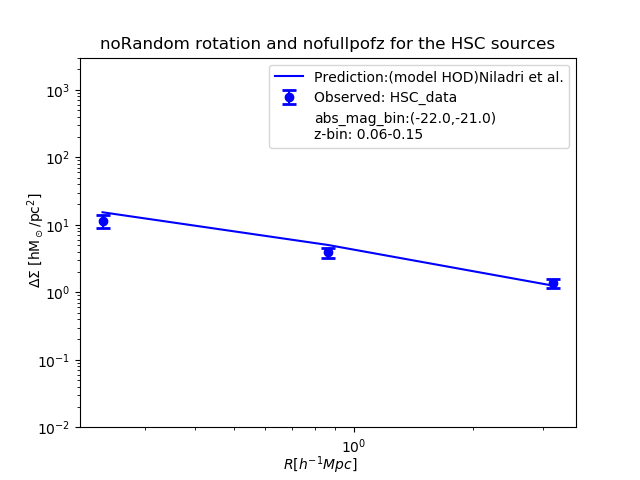 noRandom rotation and nofullpofz for the HSC sources
Prediction:(model HOD)Niladri et al.
Observed: HSC_data
abs_mag_bin:(-22.0,-21.0)
z-bin: 0.06-0.15
ΔΣ [hM⊙/pc²]
10³
10²
10¹
10⁰
10⁻¹
10⁻²
10⁰
R[h⁻¹Mpc]